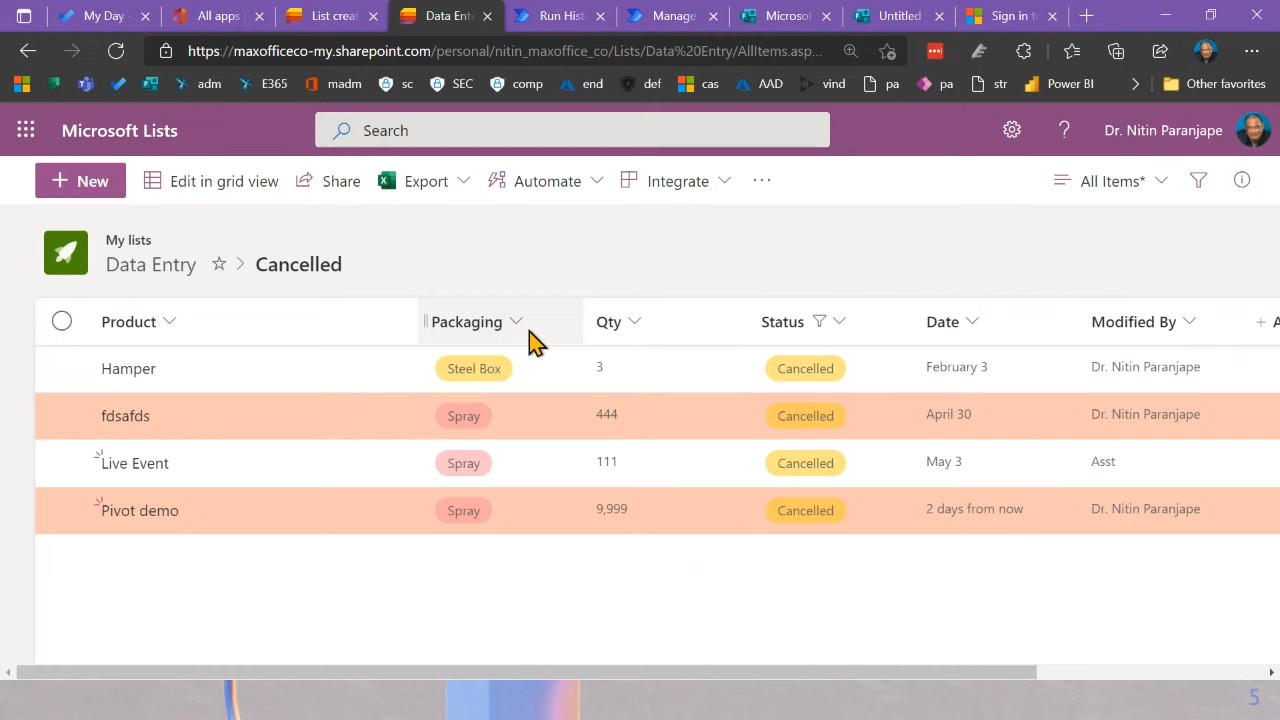 My Day
All apps
List crea
Data Entr
Run Hist
Manage
Microsof
Untitled
Sign in to
https://maxofficeco-my.sharepoint.com/personal/nitin_maxoffice_co/Lists/Data%20Entry/AllItems.asp...
adm E365 madm sc SEC comp end def cas AAD vind pa pa str Power BI Other favorites
Microsoft Lists Search Dr. Nitin Paranjape
+ New Edit in grid view Share Export Automate Integrate ... All Items*
My lists
Data Entry > Cancelled
Product Packaging Qty Status Date Modified By + A
Hamper Steel Box 3 Cancelled February 3 Dr. Nitin Paranjape
fdsafds Spray 444 Cancelled April 30 Dr. Nitin Paranjape
Live Event Spray 111 Cancelled May 3 Asst
Pivot demo Spray 9,999 Cancelled 2 days from now Dr. Nitin Paranjape
5